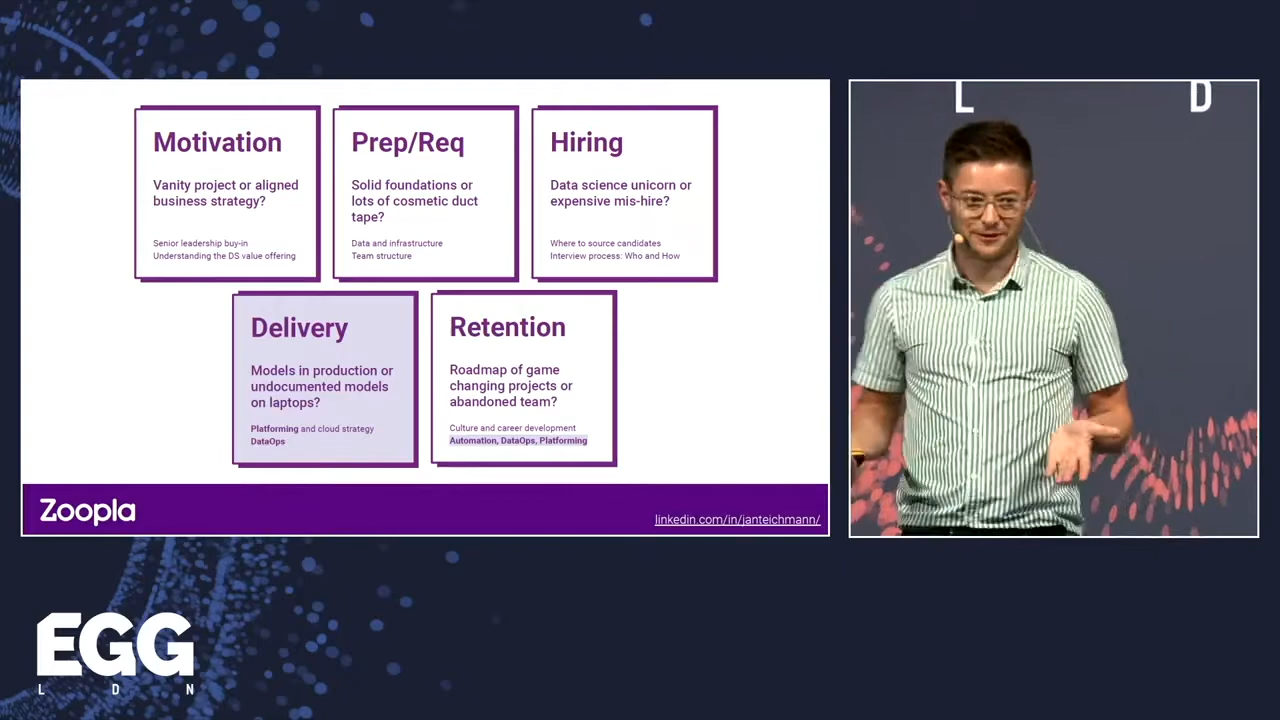 Motivation
Vanity project or aligned
business strategy?
Senior leadership buy-in
Understanding the DS value offering
Prep/Req
Solid foundations or
lots of cosmetic duct
tape?
Data and infrastructure
Team structure
Hiring
Data science unicorn or
expensive mis-hire?
Where to source candidates
Interview process: Who and How
Delivery
Models in production or
undocumented models
on laptops?
Platforming and cloud strategy
DataOps
Retention
Roadmap of game
changing projects or
abandoned team?
Culture and career development
Automation, DataOps, Platforming
Zoopla
linkedin.com/in/janteichmann/
L D
EGG
L D N